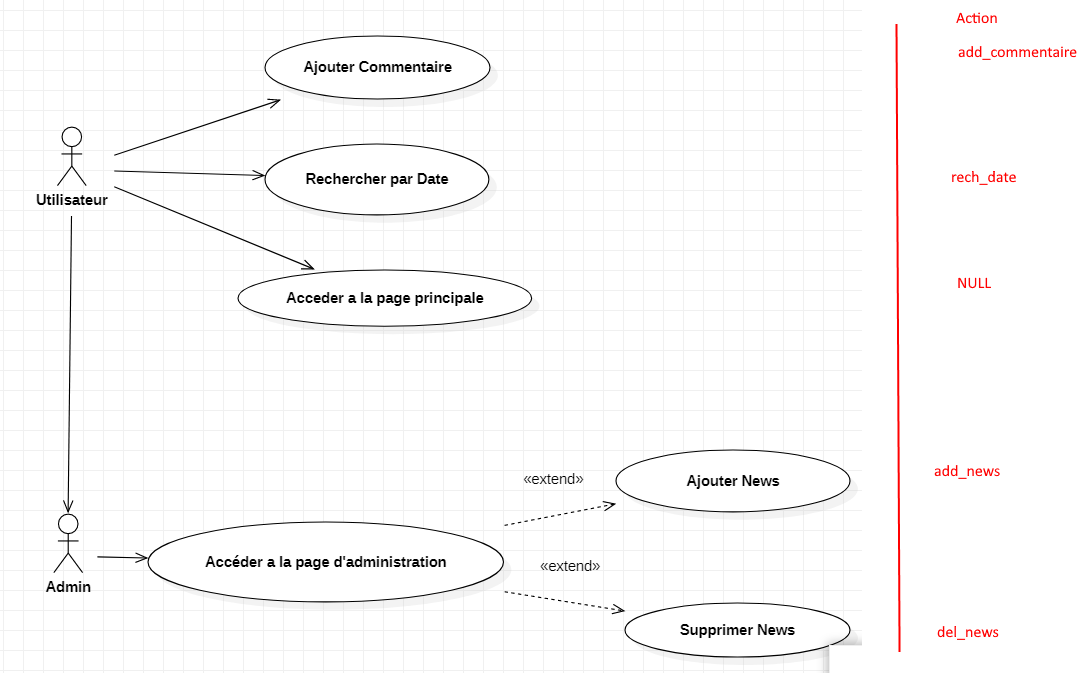 Action
add_commentaire
Ajouter Commentaire
rech_date
Rechercher par Date
Utilisateur
NULL
Acceder a la page principale
add_news
«extend»
Ajouter News
Accéder a la page d'administration
«extend»
Admin
del_news
Supprimer News